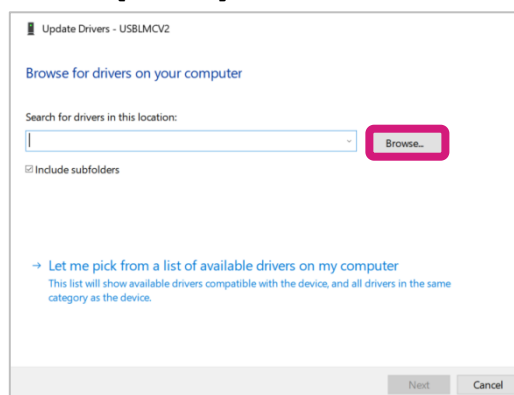 Update Drivers - USBLMCV2
Browse for drivers on your computer
Search for drivers in this location:
Browse...
Include subfolders
→ Let me pick from a list of available drivers on my computer
This list will show available drivers compatible with the device, and all drivers in the same
category as the device.
Next Cancel